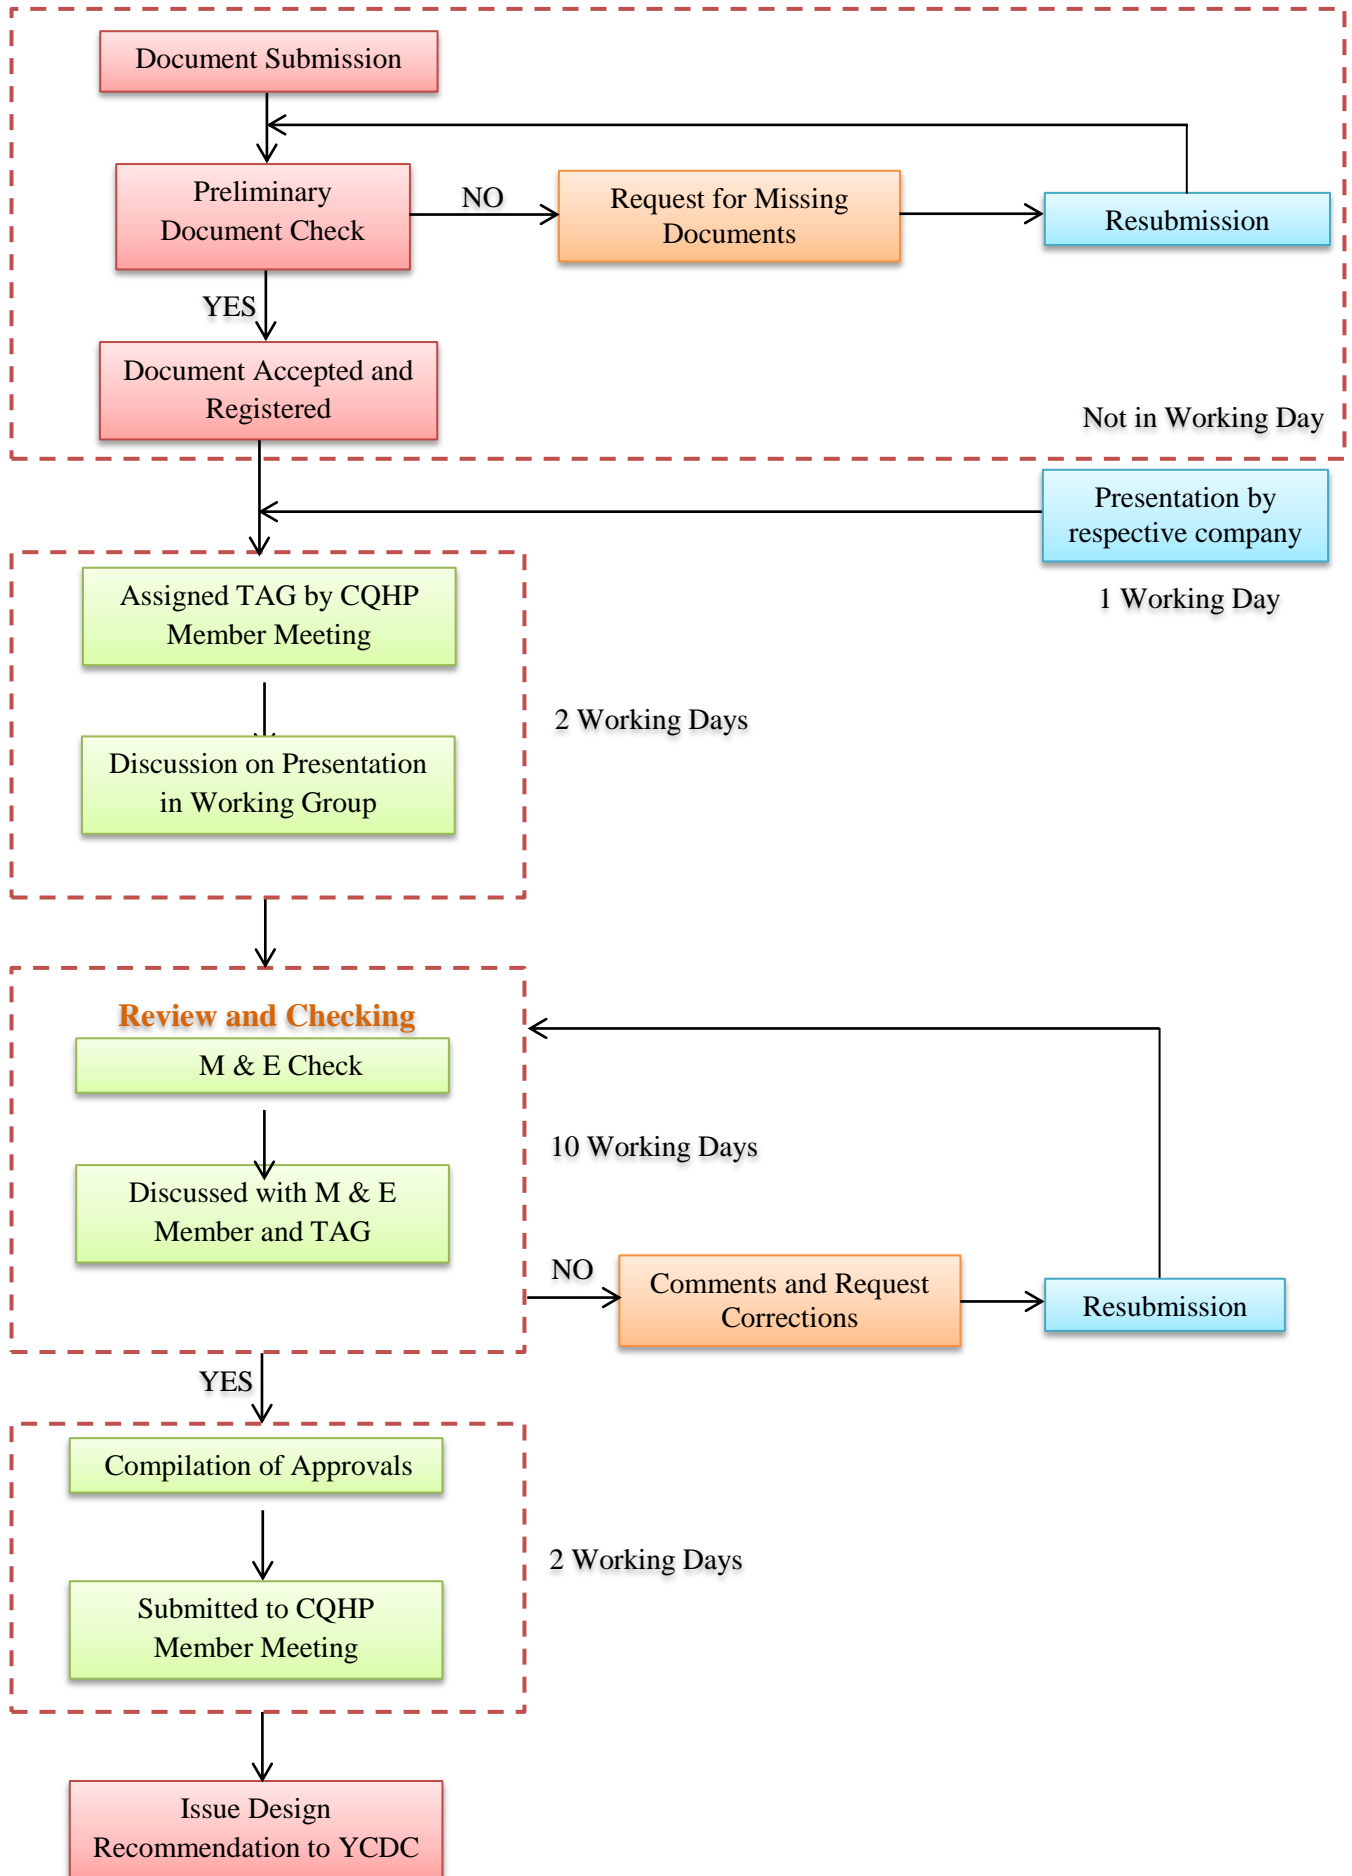 Document Submission
Preliminary
Document Check
NO
Request for Missing
Documents
Resubmission
YES
Document Accepted and
Registered
Not in Working Day
Presentation by
respective company
1 Working Day
Assigned TAG by CQHP
Member Meeting
2 Working Days
Discussion on Presentation
in Working Group
Review and Checking
M & E Check
10 Working Days
Discussed with M & E
Member and TAG
NO
Comments and Request
Corrections
Resubmission
YES
Compilation of Approvals
2 Working Days
Submitted to CQHP
Member Meeting
Issue Design
Recommendation to YCDC